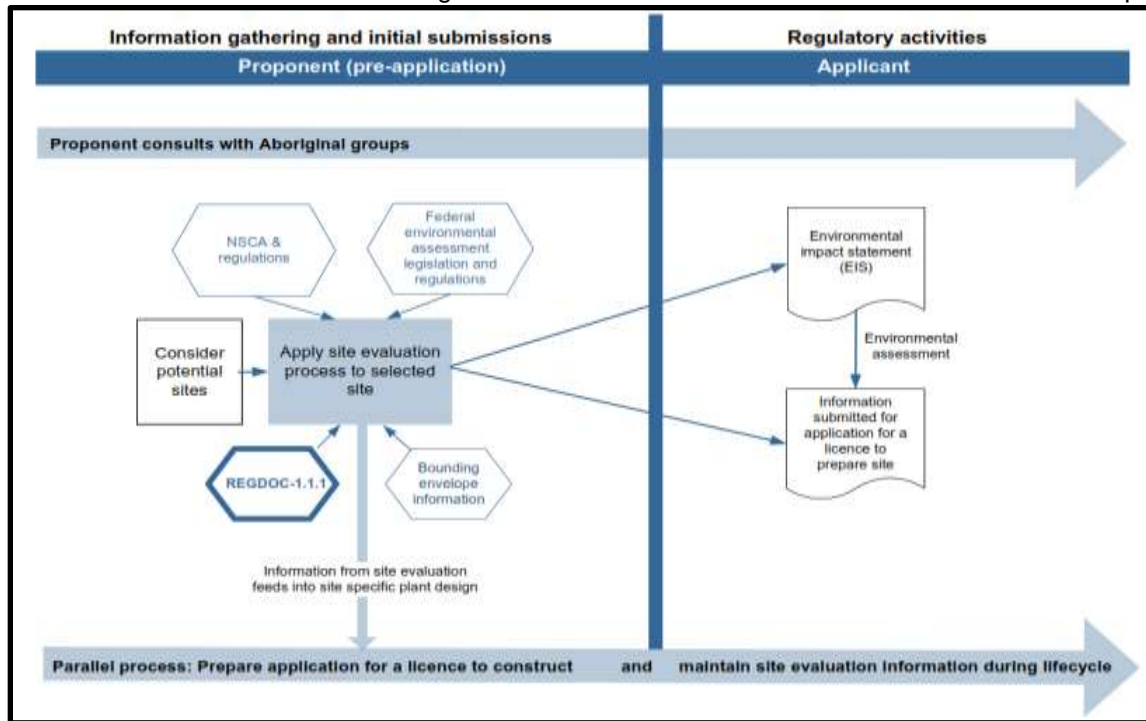 Information gathering and initial submissions
Regulatory activities
Proponent (pre-application)
Applicant
Proponent consults with Aboriginal groups
NSCA &
regulations
Federal
environmental
assessment
legislation and
regulations
Environmental
impact statement
(EIS)
Consider
potential
sites
Apply site evaluation
process to selected
site
Environmental
assessment
Information
submitted for
application for a
licence to
prepare site
REGDOC-1.1.1
Bounding
envelope
information
Information from site evaluation
feeds into site specific plant design
Parallel process: Prepare application for a licence to construct and maintain site evaluation information during lifecycle